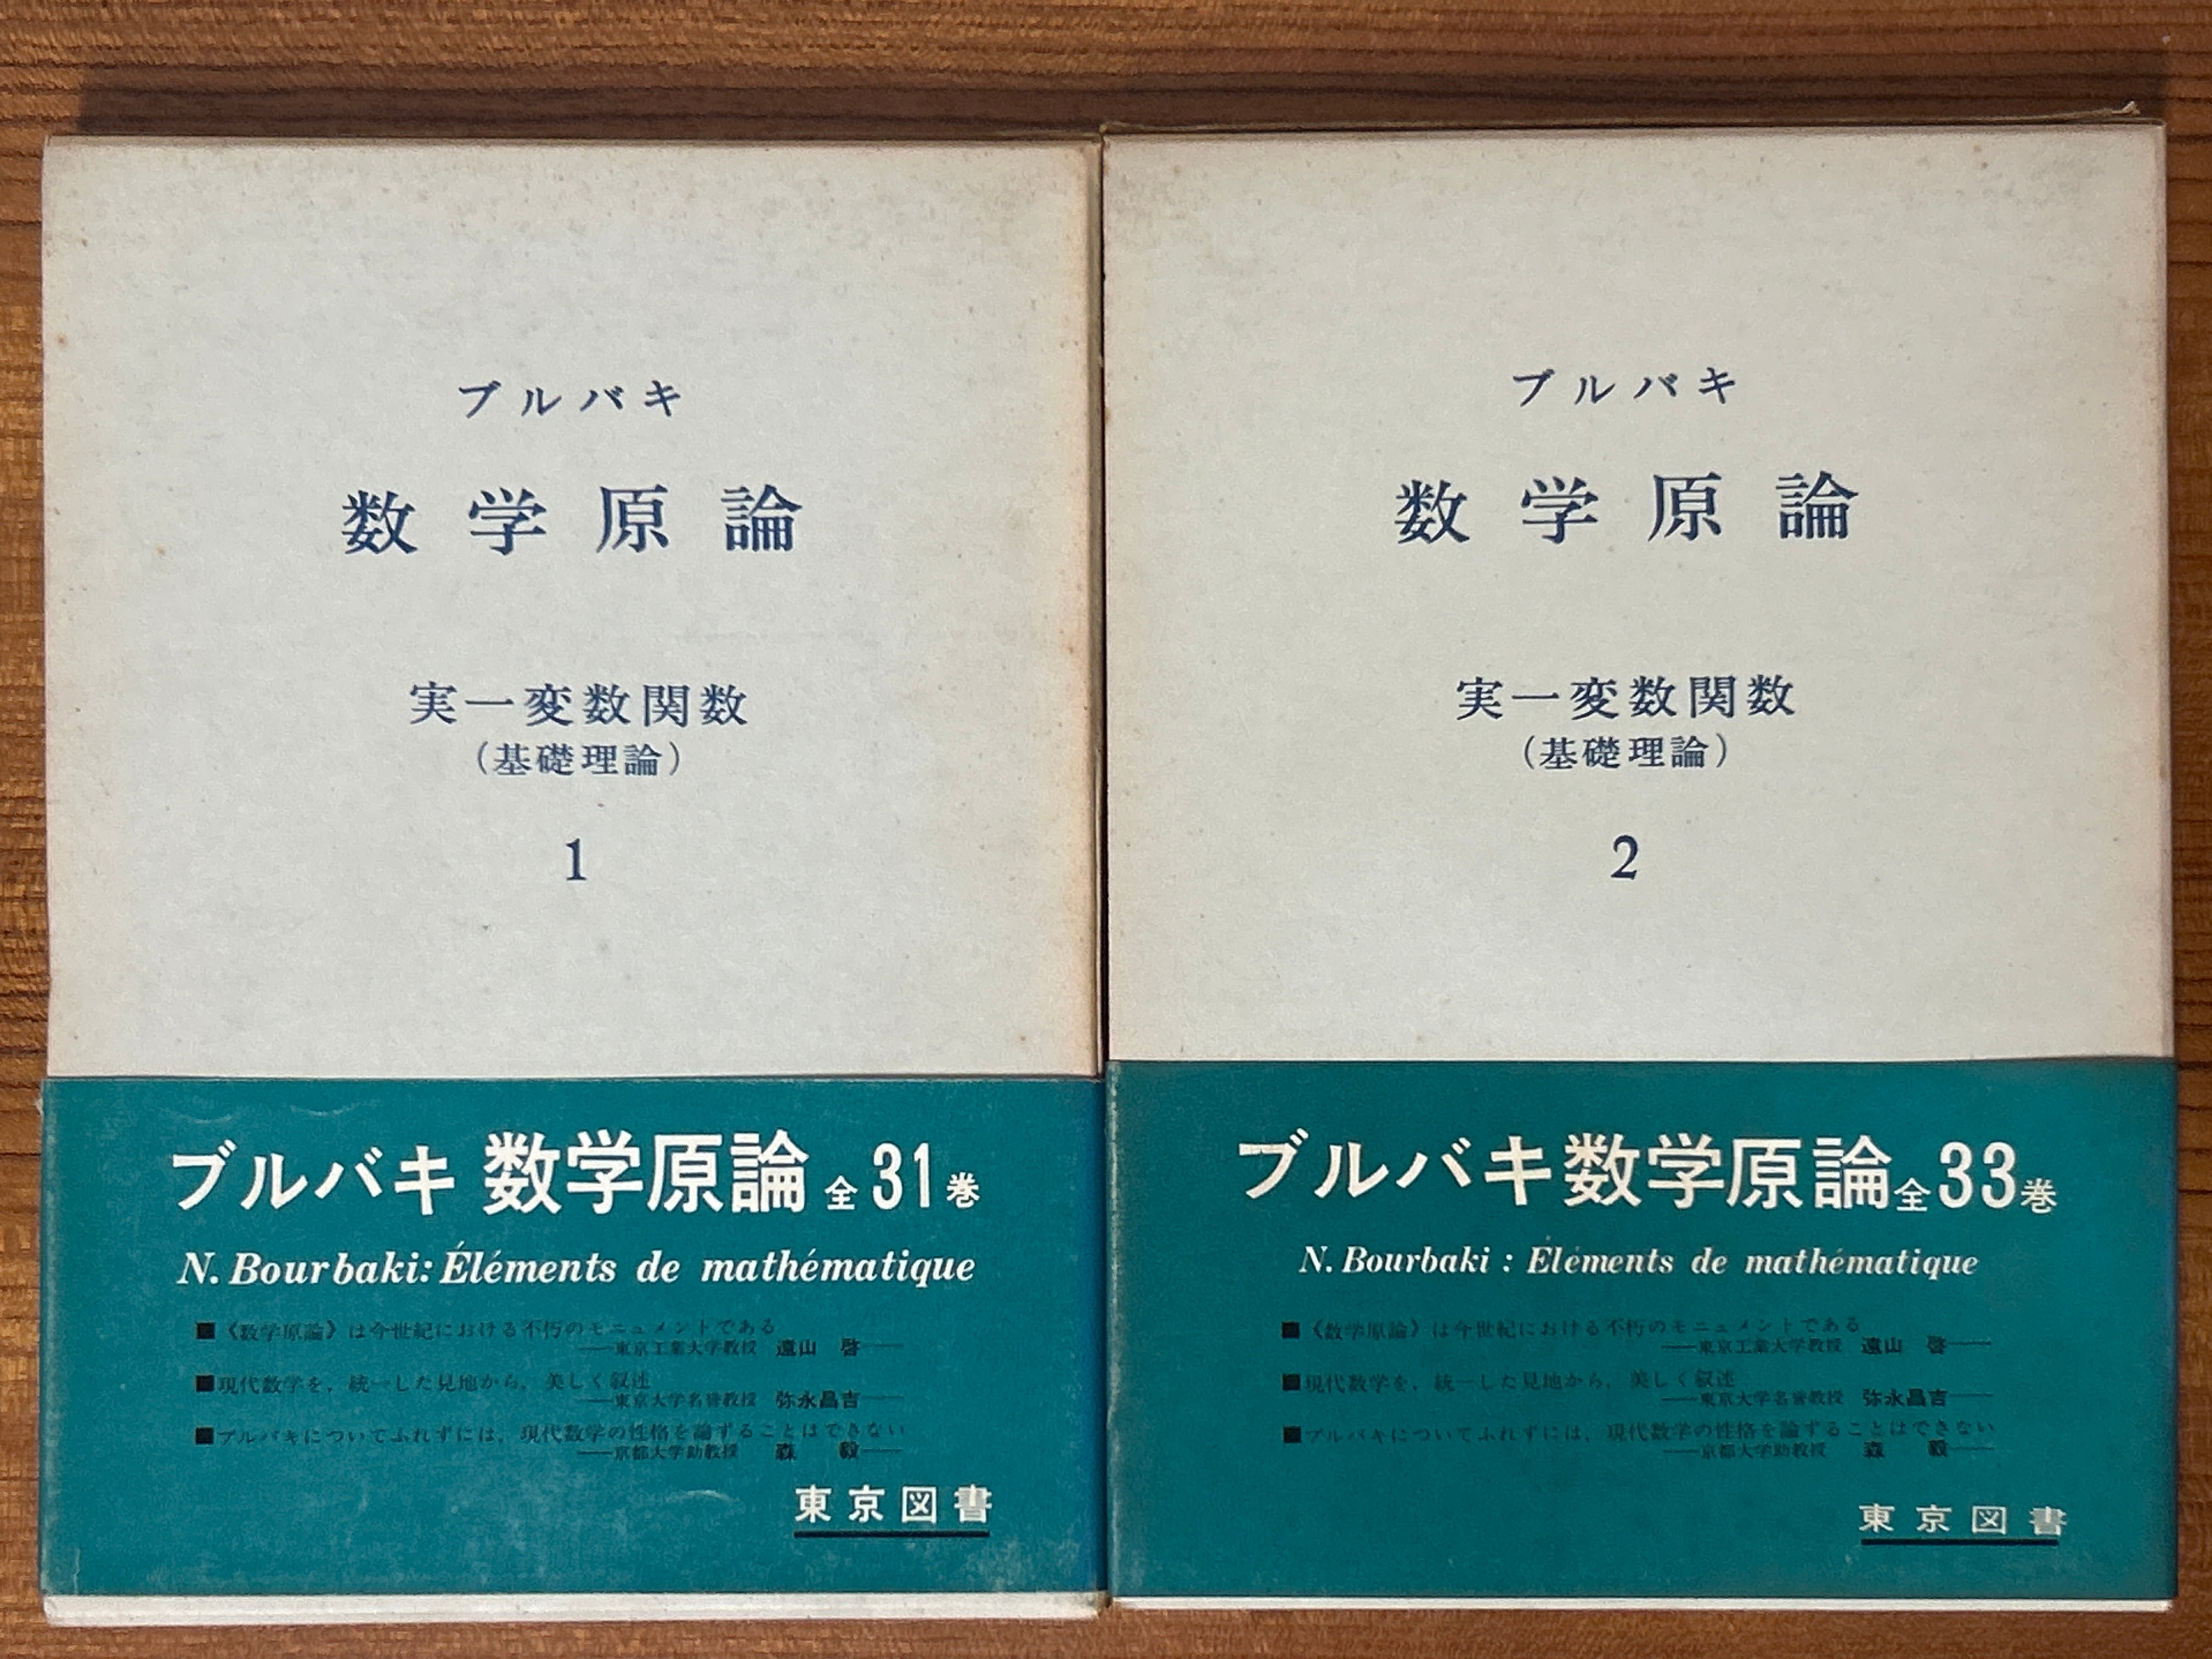 ブルバキ
数学原論
実一変数関数
(基礎理論)
1
ブルバキ 数学原論 全31巻
N. Bourbaki: Éléments de mathématique
■《数学原論》は今世紀における不朽のモニュメントである
——東京工業大学教授 遠山 啓——
■現代数学を，統一した見地から，美しく叙述
——東京大学名誉教授 弥永昌吉——
■ブルバキについてふれずには，現代数学の性格を論ずることはできない
——京都大学助教授 森 毅——
東京図書
ブルバキ
数学原論
実一変数関数
(基礎理論)
2
ブルバキ数学原論全33巻
N. Bourbaki : Éléments de mathématique
■《数学原論》は今世紀における不朽のモニュメントである
——東京工業大学教授 遠山 啓——
■現代数学を，統一した見地から，美しく叙述
——東京大学名誉教授 弥永昌吉——
■ブルバキについてふれずには，現代数学の性格を論ずることはできない
——京都大学助教授 森 毅——
東京図書